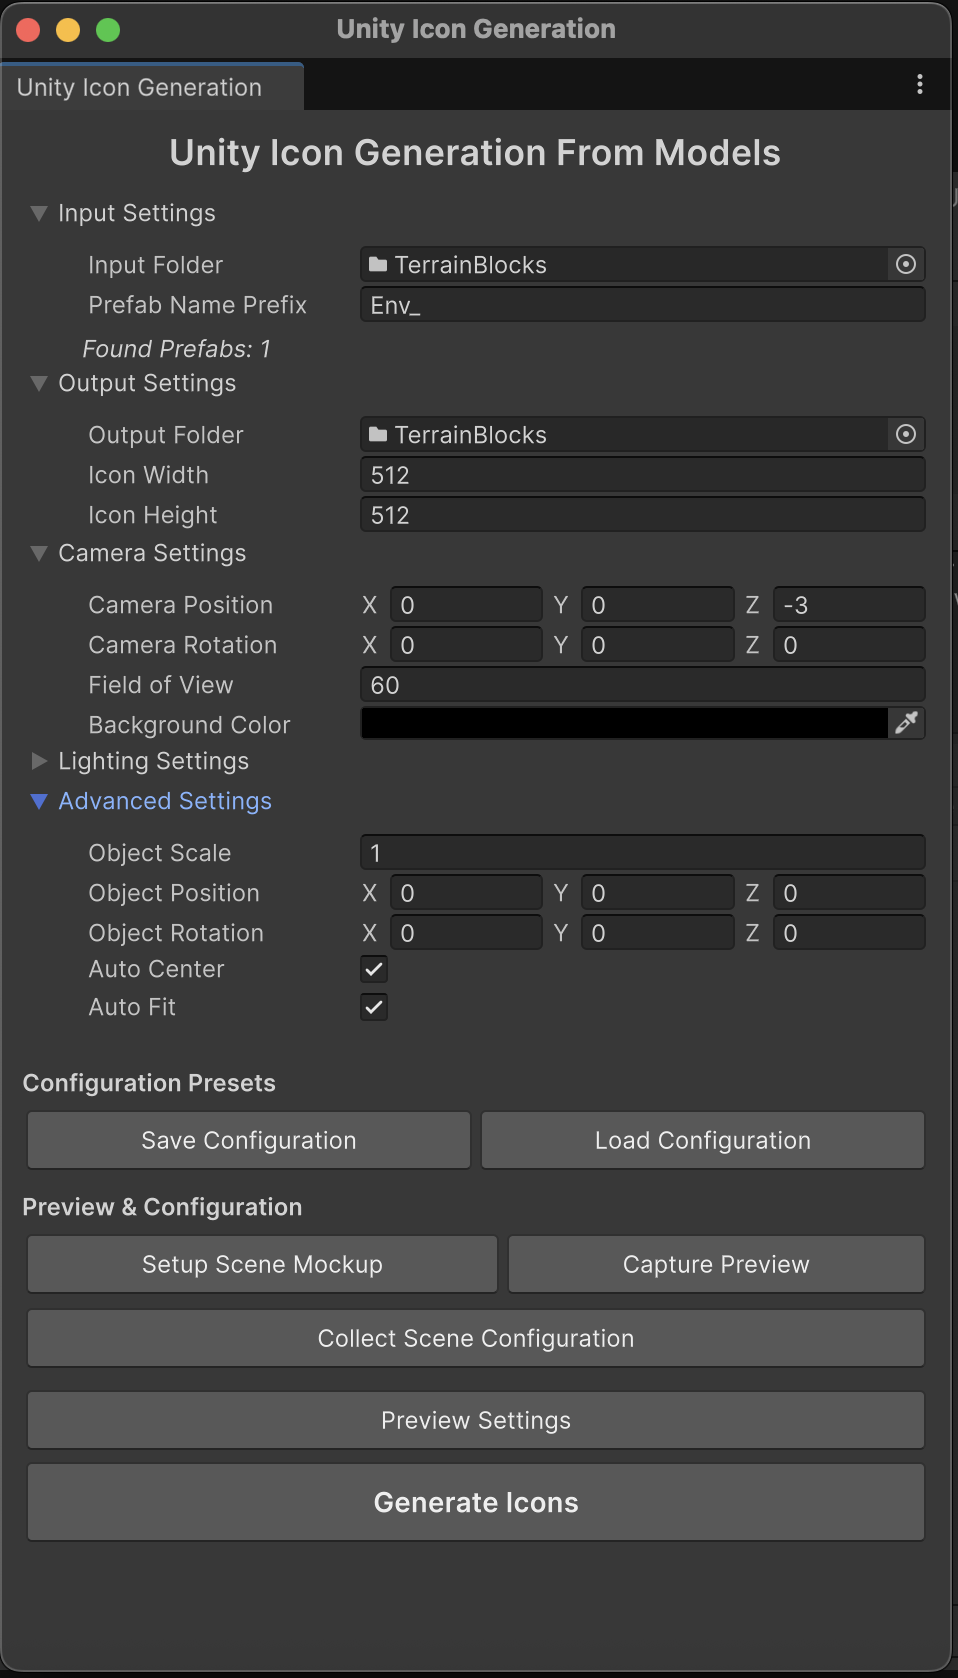 Unity Icon Generation
Unity Icon Generation
Unity Icon Generation From Models
Input Settings
Input Folder TerrainBlocks
Prefab Name Prefix Env_
Found Prefabs: 1
Output Settings
Output Folder TerrainBlocks
Icon Width 512
Icon Height 512
Camera Settings
Camera Position X 0 Y 0 Z -3
Camera Rotation X 0 Y 0 Z 0
Field of View 60
Background Color
Lighting Settings
Advanced Settings
Object Scale 1
Object Position X 0 Y 0 Z 0
Object Rotation X 0 Y 0 Z 0
Auto Center
Auto Fit
Configuration Presets
Save Configuration Load Configuration
Preview & Configuration
Setup Scene Mockup Capture Preview
Collect Scene Configuration
Preview Settings
Generate Icons